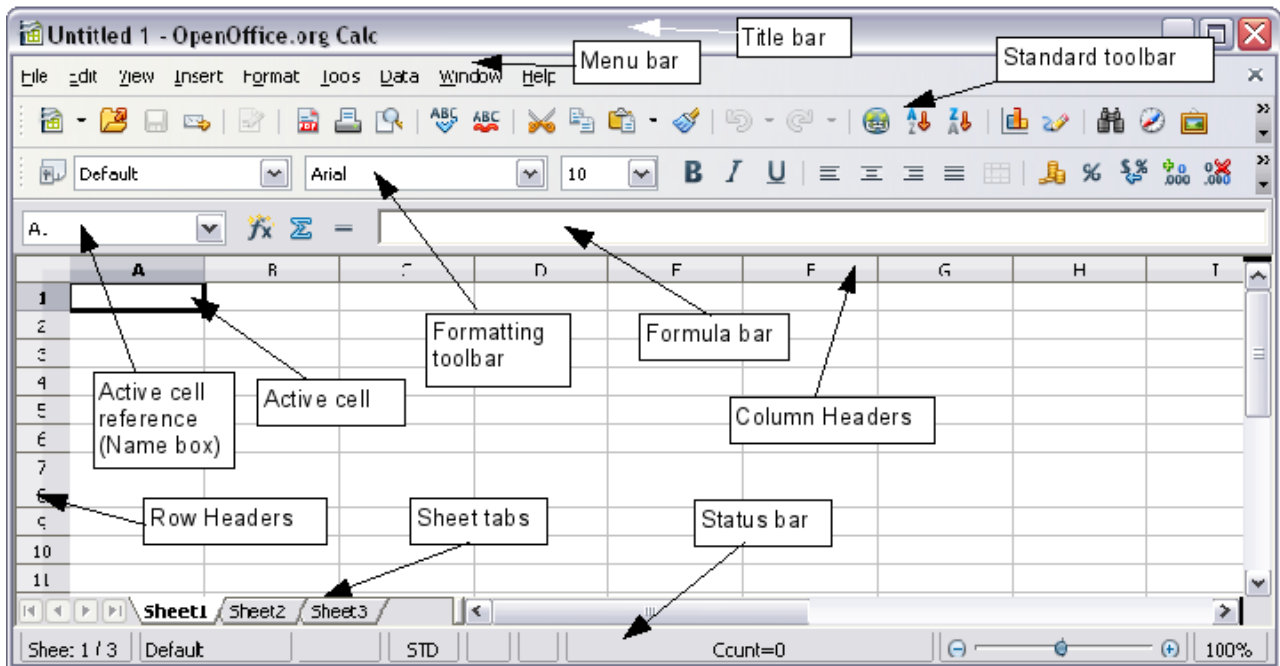 Untitled 1 - OpenOffice.org Calc
Title bar
Menu bar
Standard toolbar
File Edit View Insert Format Tools Data Window Help
ABC ABC
Default Arial 10 B I U
A.
A B C D E F G H I
1
2
3
4
5
6
7
8
9
10
11
Formatting
toolbar
Formula bar
Active cell
reference
(Name box)
Active cell
Column Headers
Row Headers
Sheet tabs
Status bar
Sheet1 Sheet2 Sheet3
Sheet 1 / 3 Default STD Count=0 100%